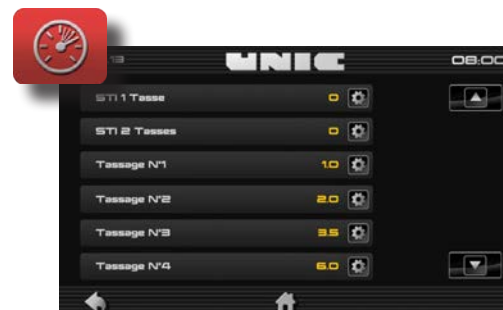 13 UNIC 08:00
STI 1 Tasse 0
STI 2 Tasses 0
Tassage N°1 1.0
Tassage N°2 2.0
Tassage N°3 3.5
Tassage N°4 6.0